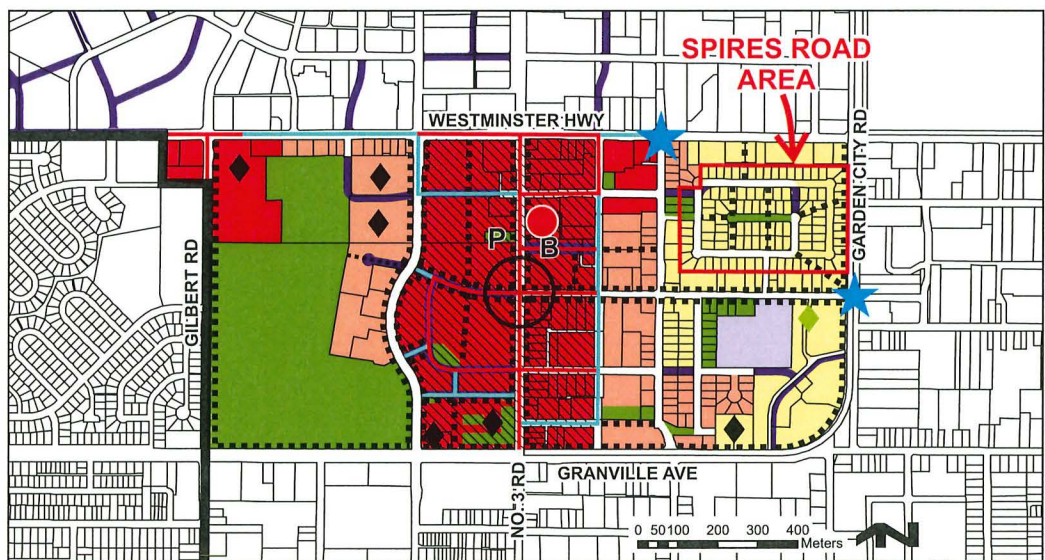 SPIRES ROAD
AREA
WESTMINSTER HWY
GARDEN CITY RD
GILBERT RD
P
B
NO. 3 RD
GRANVILLE AVE
0 50 100 200 300 400
Meters
N